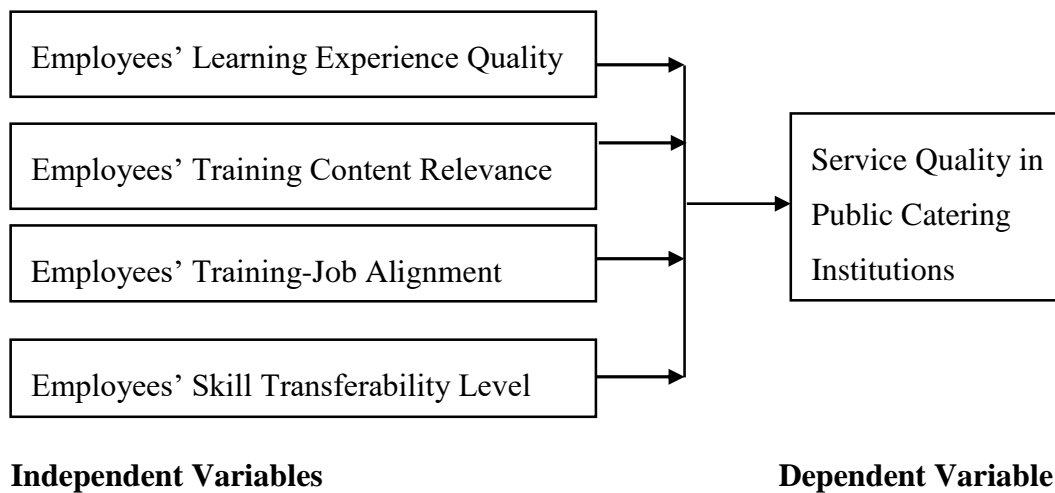 Employees’ Learning Experience Quality
Employees’ Training Content Relevance
Employees’ Training-Job Alignment
Employees’ Skill Transferability Level
Service Quality in
Public Catering
Institutions
Independent Variables
Dependent Variable